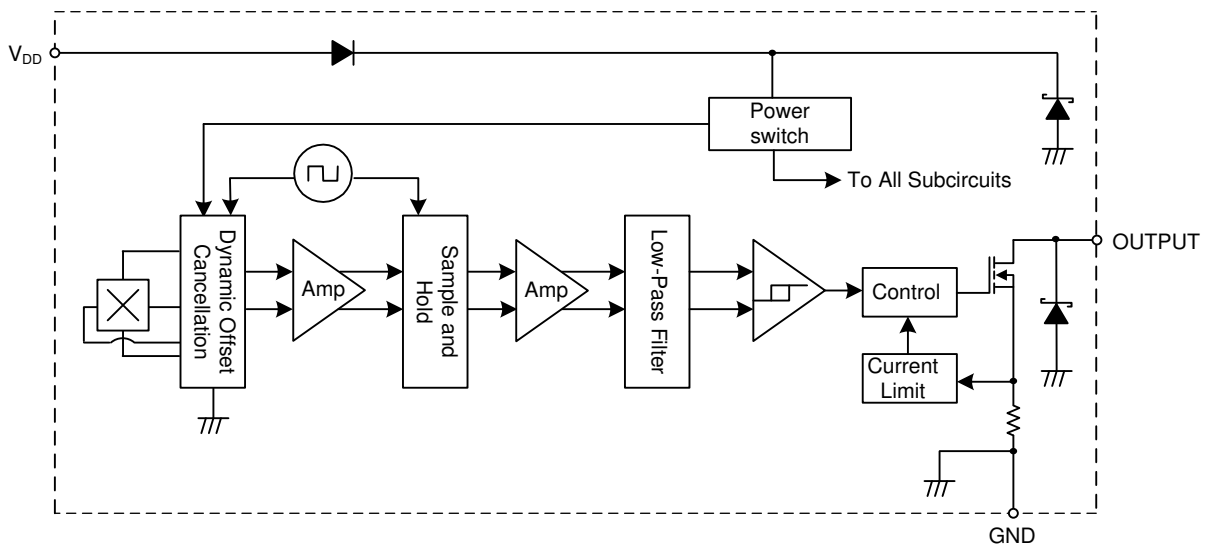 VDD
Power
switch
To All Subcircuits
Dynamic Offset
Cancellation
Amp
Sample and
Hold
Amp
Low-Pass Filter
Control
Current
Limit
OUTPUT
GND